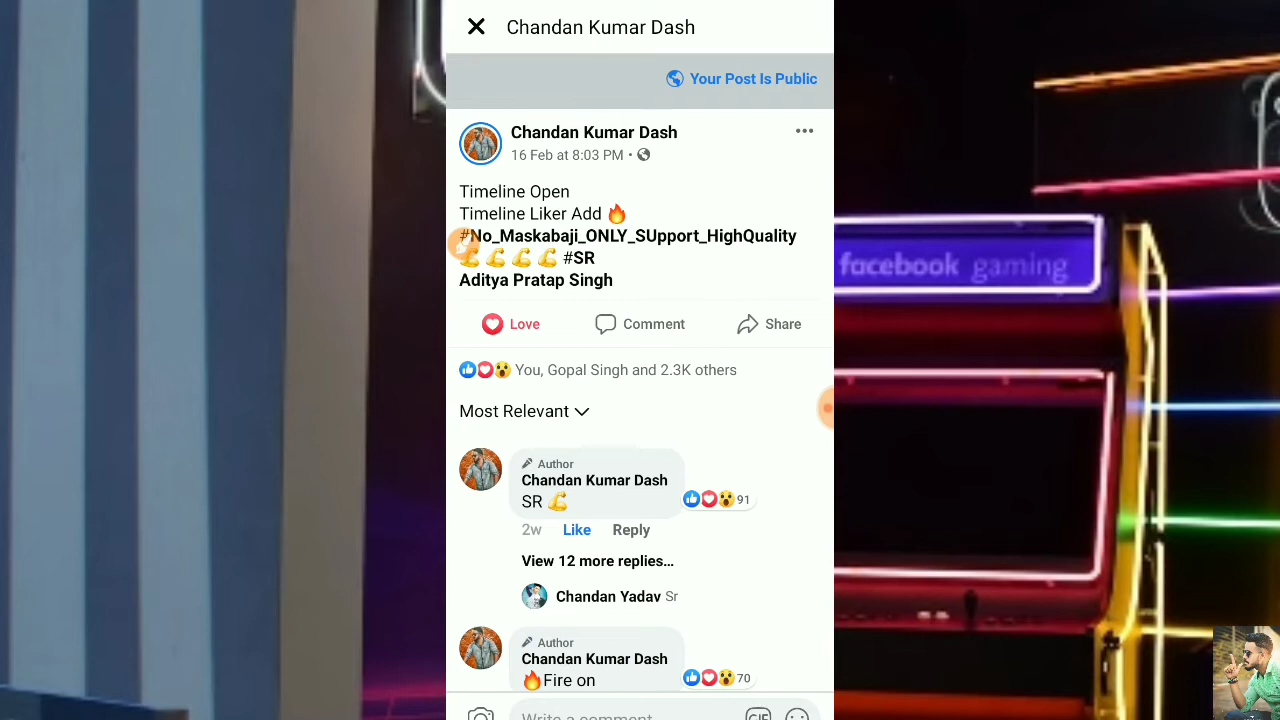 Chandan Kumar Dash
Your Post Is Public
Chandan Kumar Dash
16 Feb at 8:03 PM •
Timeline Open
Timeline Liker Add 🔥
#No_Maskabaji_ONLY_SUpport_HighQuality
💪 💪 💪 💪 #SR
Aditya Pratap Singh
Love Comment Share
You, Gopal Singh and 2.3K others
Most Relevant
Author
Chandan Kumar Dash
SR 💪
91
2w Like Reply
View 12 more replies...
Chandan Yadav Sr
Author
Chandan Kumar Dash
🔥Fire on
70
Write a comment
GIF
facebook gaming